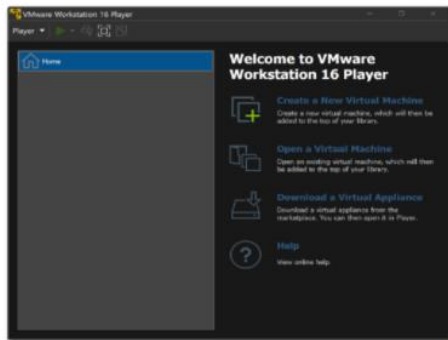 VMware Workstation 16 Player
Player
Home
Welcome to VMware
Workstation 16 Player
Create a New Virtual Machine
Create a new virtual machine, which will then be
added to the top of your library.
Open a Virtual Machine
Open an existing virtual machine, which will then
be added to the top of your library.
Download a Virtual Appliance
Download a virtual appliance from the
marketplace. You can then open it in Player.
Help
View online help.